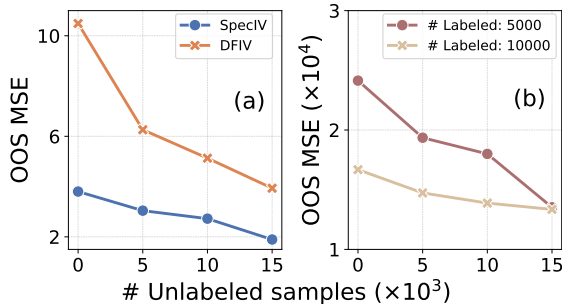 SpecIV
DFIV
(a)
OOS MSE
10
6
2
0
5
10
15
# Labeled: 5000
# Labeled: 10000
(b)
OOS MSE (×10⁴)
3
2
1
0
5
10
15
# Unlabeled samples (×10³)